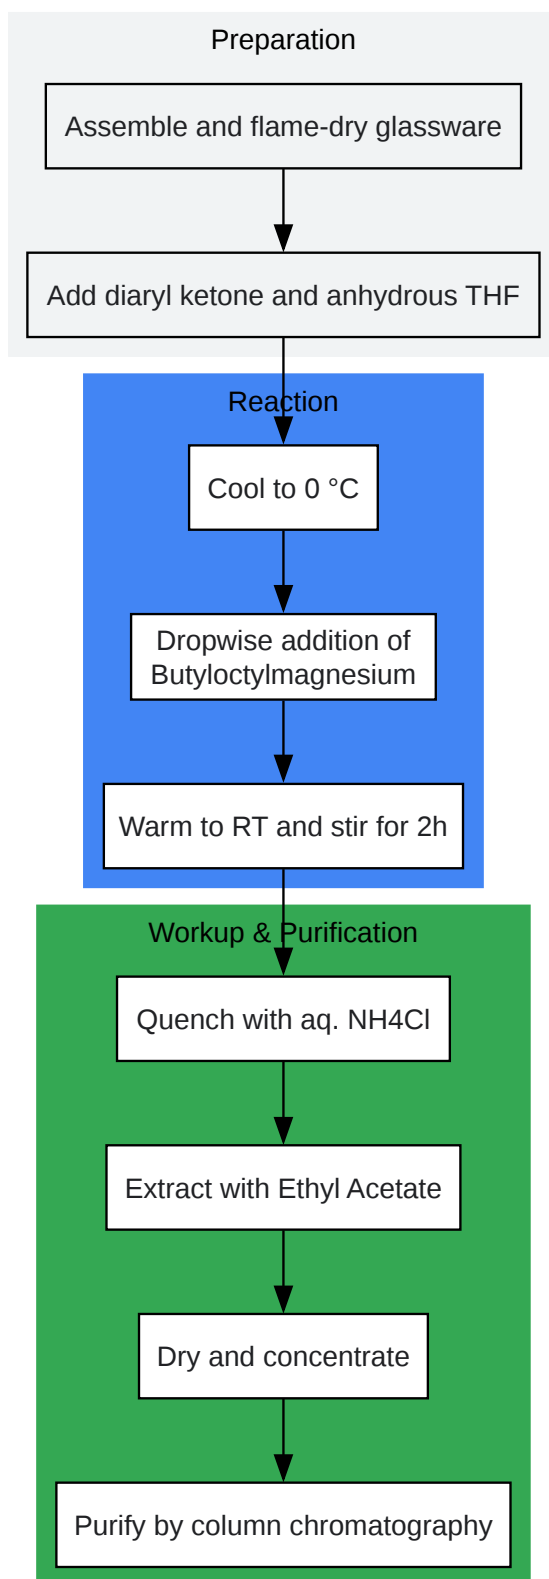 Preparation
Assemble and flame-dry glassware
Add diaryl ketone and anhydrous THF
Reaction
Cool to 0 °C
Dropwise addition of
Butyloctylmagnesium
Warm to RT and stir for 2h
Workup & Purification
Quench with aq. NH4Cl
Extract with Ethyl Acetate
Dry and concentrate
Purify by column chromatography